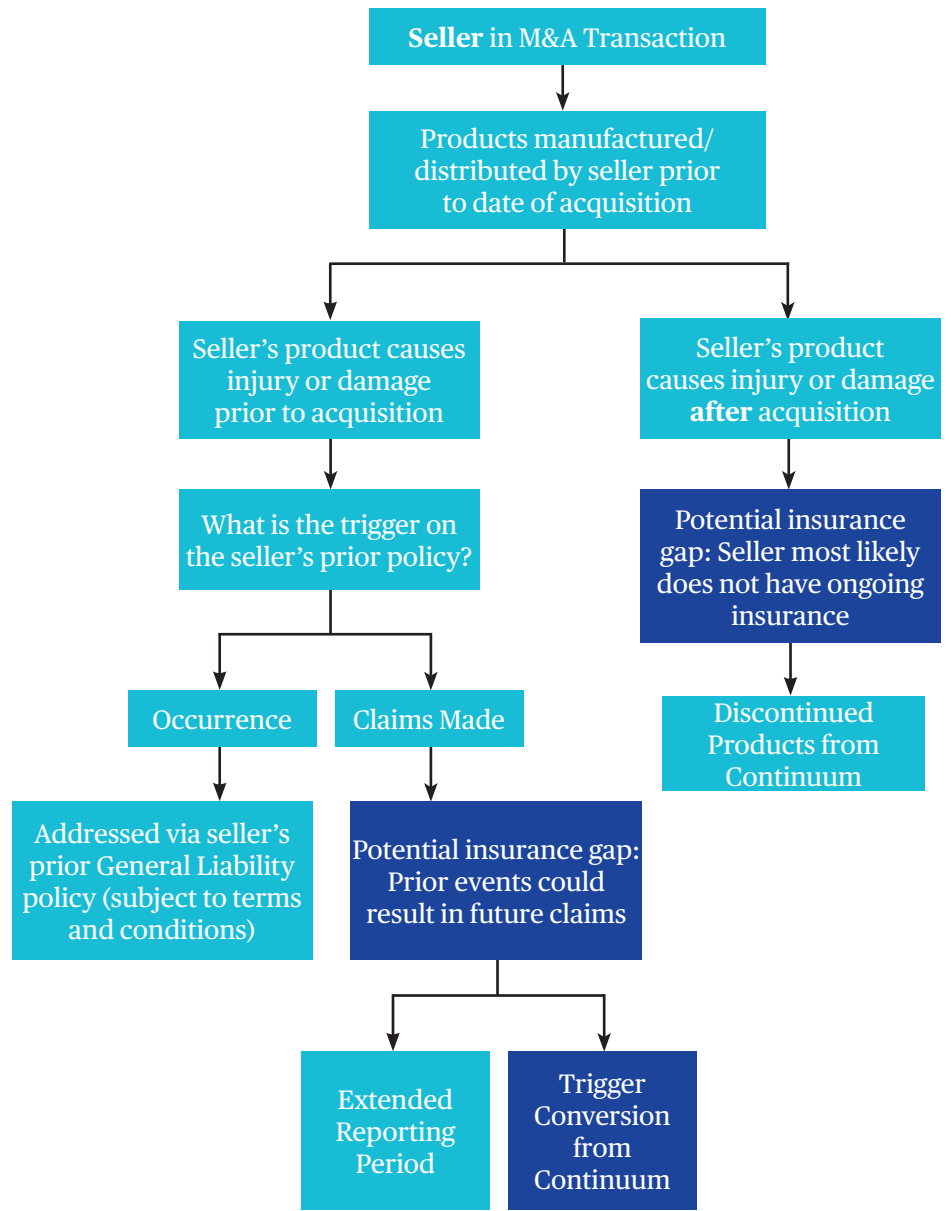 Seller in M&A Transaction
Products manufactured/
distributed by seller prior
to date of acquisition
Seller’s product causes
injury or damage
prior to acquisition
Seller’s product
causes injury or damage
after acquisition
What is the trigger on
the seller’s prior policy?
Potential insurance
gap: Seller most likely
does not have ongoing
insurance
Occurrence
Claims Made
Discontinued
Products from
Continuum
Addressed via seller’s
prior General Liability
policy (subject to terms
and conditions)
Potential insurance gap:
Prior events could
result in future claims
Extended
Reporting
Period
Trigger
Conversion
from
Continuum